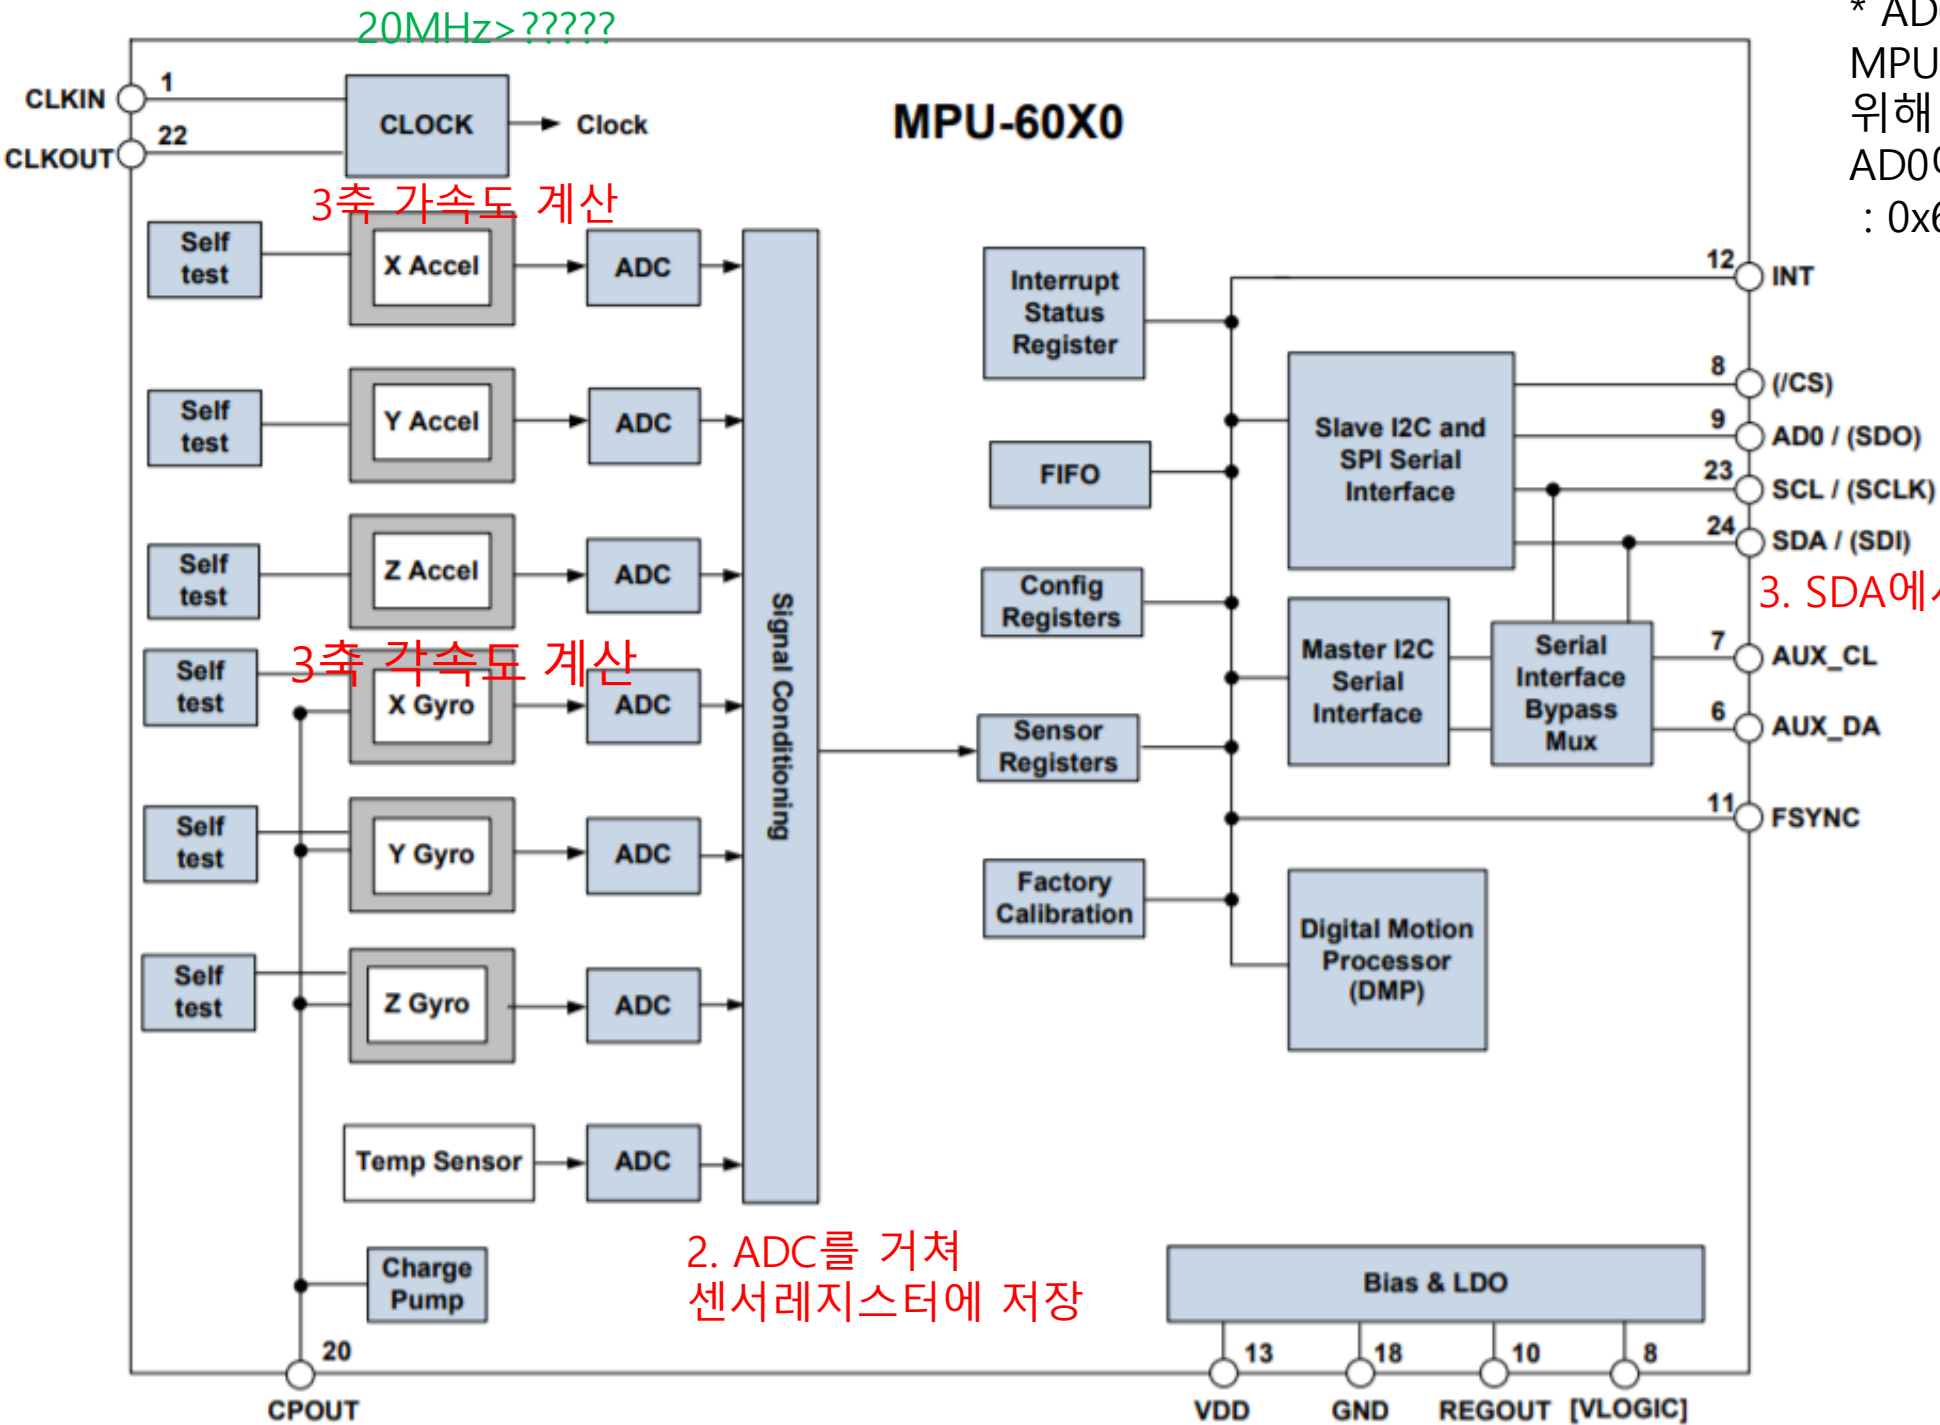 20MHz>?????
* AD
MPU
위해
AD0
: 0x6
MPU-60X0
CLKIN
1
CLKOUT
22
CLOCK
Clock
3축 가속도 계산
Self
test
X Accel
ADC
Self
test
Y Accel
ADC
Self
test
Z Accel
ADC
3축 각속도 계산
Self
test
X Gyro
ADC
Self
test
Y Gyro
ADC
Self
test
Z Gyro
ADC
Temp Sensor
ADC
Charge
Pump
20
CPOUT
Signal Conditioning
2. ADC를 거쳐
센서레지스터에 저장
Interrupt
Status
Register
FIFO
Config
Registers
Sensor
Registers
Factory
Calibration
Slave I2C and
SPI Serial
Interface
Master I2C
Serial
Interface
Serial
Interface
Bypass
Mux
Digital Motion
Processor
(DMP)
12
INT
8
(/CS)
9
AD0 / (SDO)
23
SCL / (SCLK)
24
SDA / (SDI)
3. SDA에서
7
AUX_CL
6
AUX_DA
11
FSYNC
Bias & LDO
13
VDD
18
GND
10
REGOUT
8
[VLOGIC]